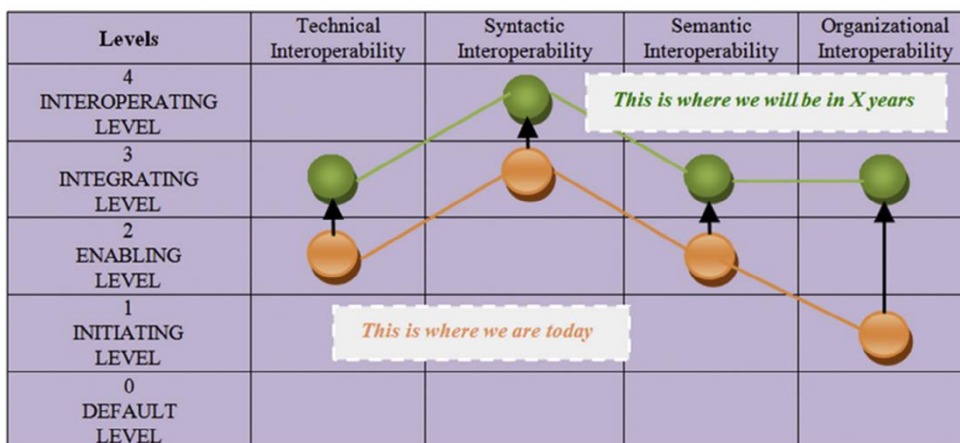 Levels
Technical
Interoperability
Syntactic
Interoperability
Semantic
Interoperability
Organizational
Interoperability
4
INTEROPERATING
LEVEL
This is where we will be in X years
3
INTEGRATING
LEVEL
2
ENABLING
LEVEL
1
INITIATING
LEVEL
This is where we are today
0
DEFAULT
LEVEL